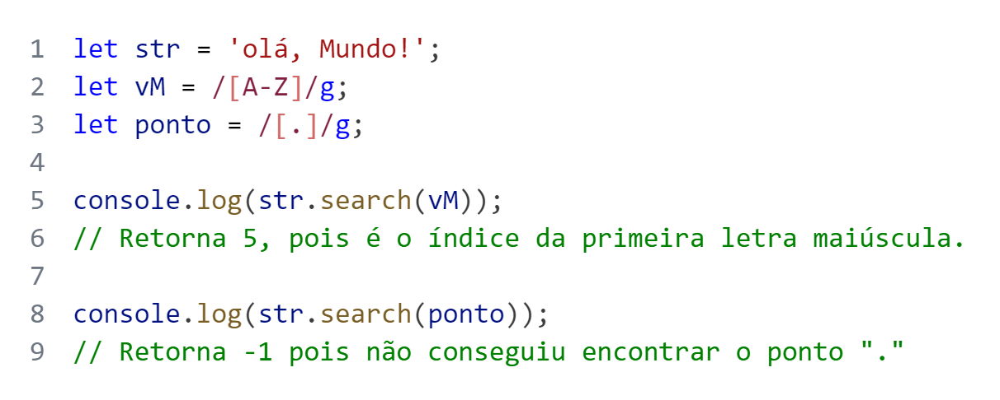 1 let str = 'olá, Mundo!';
2 let vM = /[A-Z]/g;
3 let ponto = /[.]/g;
4
5 console.log(str.search(vM));
6 // Retorna 5, pois é o índice da primeira letra maiúscula.
7
8 console.log(str.search(ponto));
9 // Retorna -1 pois não conseguiu encontrar o ponto "."